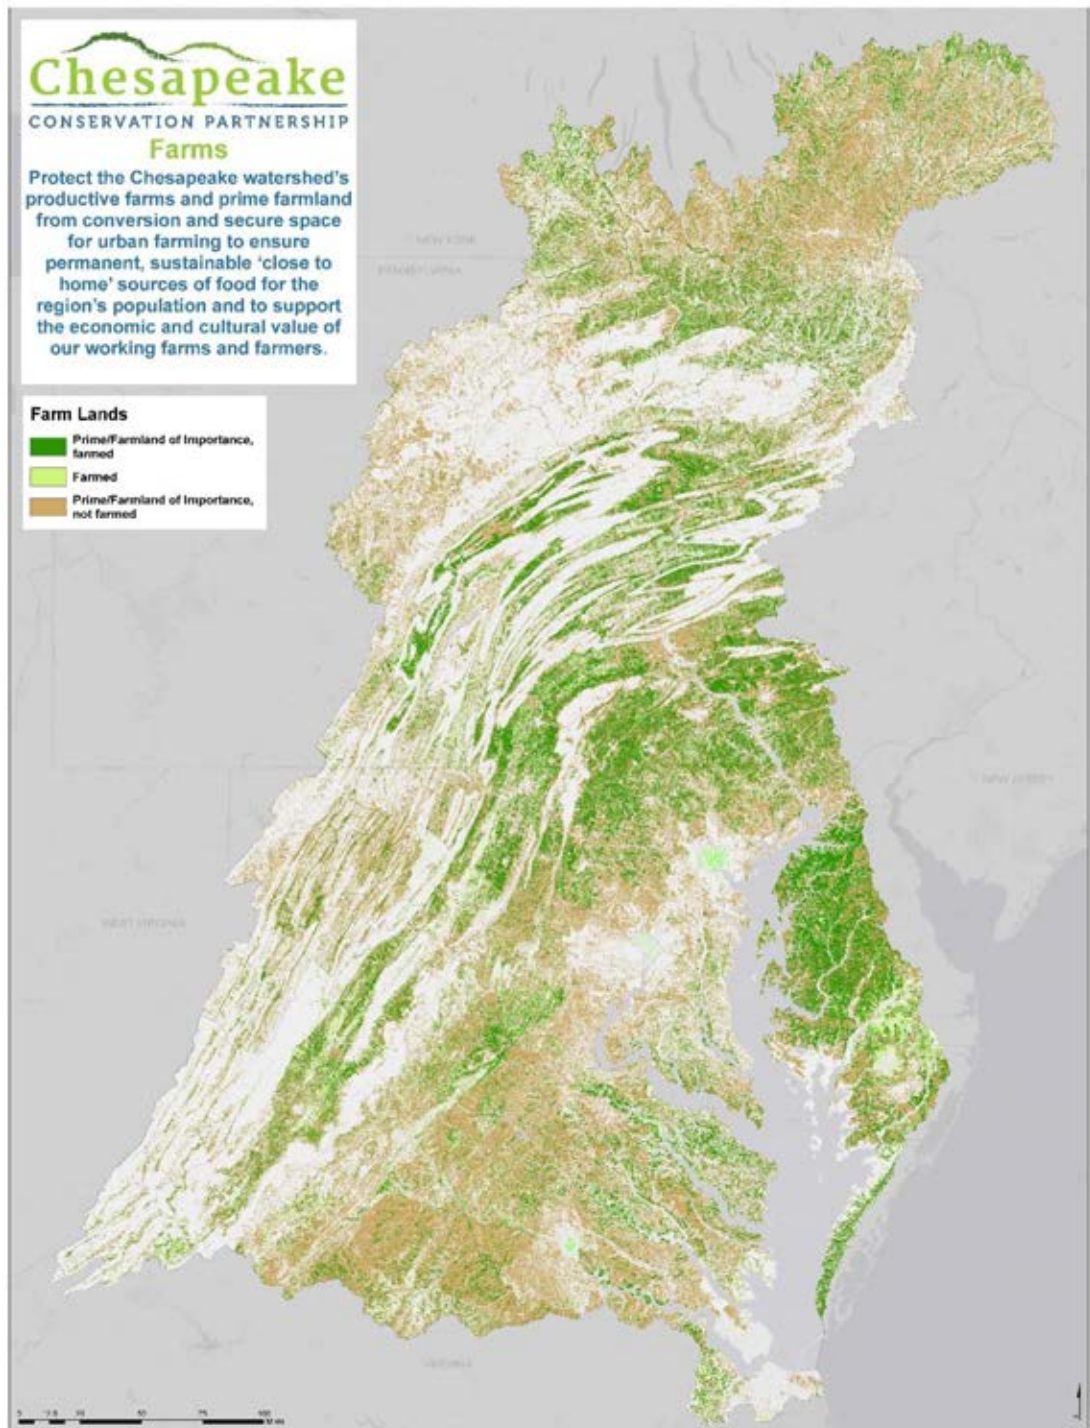 Chesapeake
CONSERVATION PARTNERSHIP
Farms
Protect the Chesapeake watershed's
productive farms and prime farmland
from conversion and secure space
for urban farming to ensure
permanent, sustainable 'close to
home' sources of food for the
region's population and to support
the economic and cultural value of
our working farms and farmers.
Farm Lands
Prime/Farmland of Importance,
farmed
Farmed
Prime/Farmland of Importance,
not farmed
NEW YORK
PENNSYLVANIA
NEW JERSEY
WEST VIRGINIA